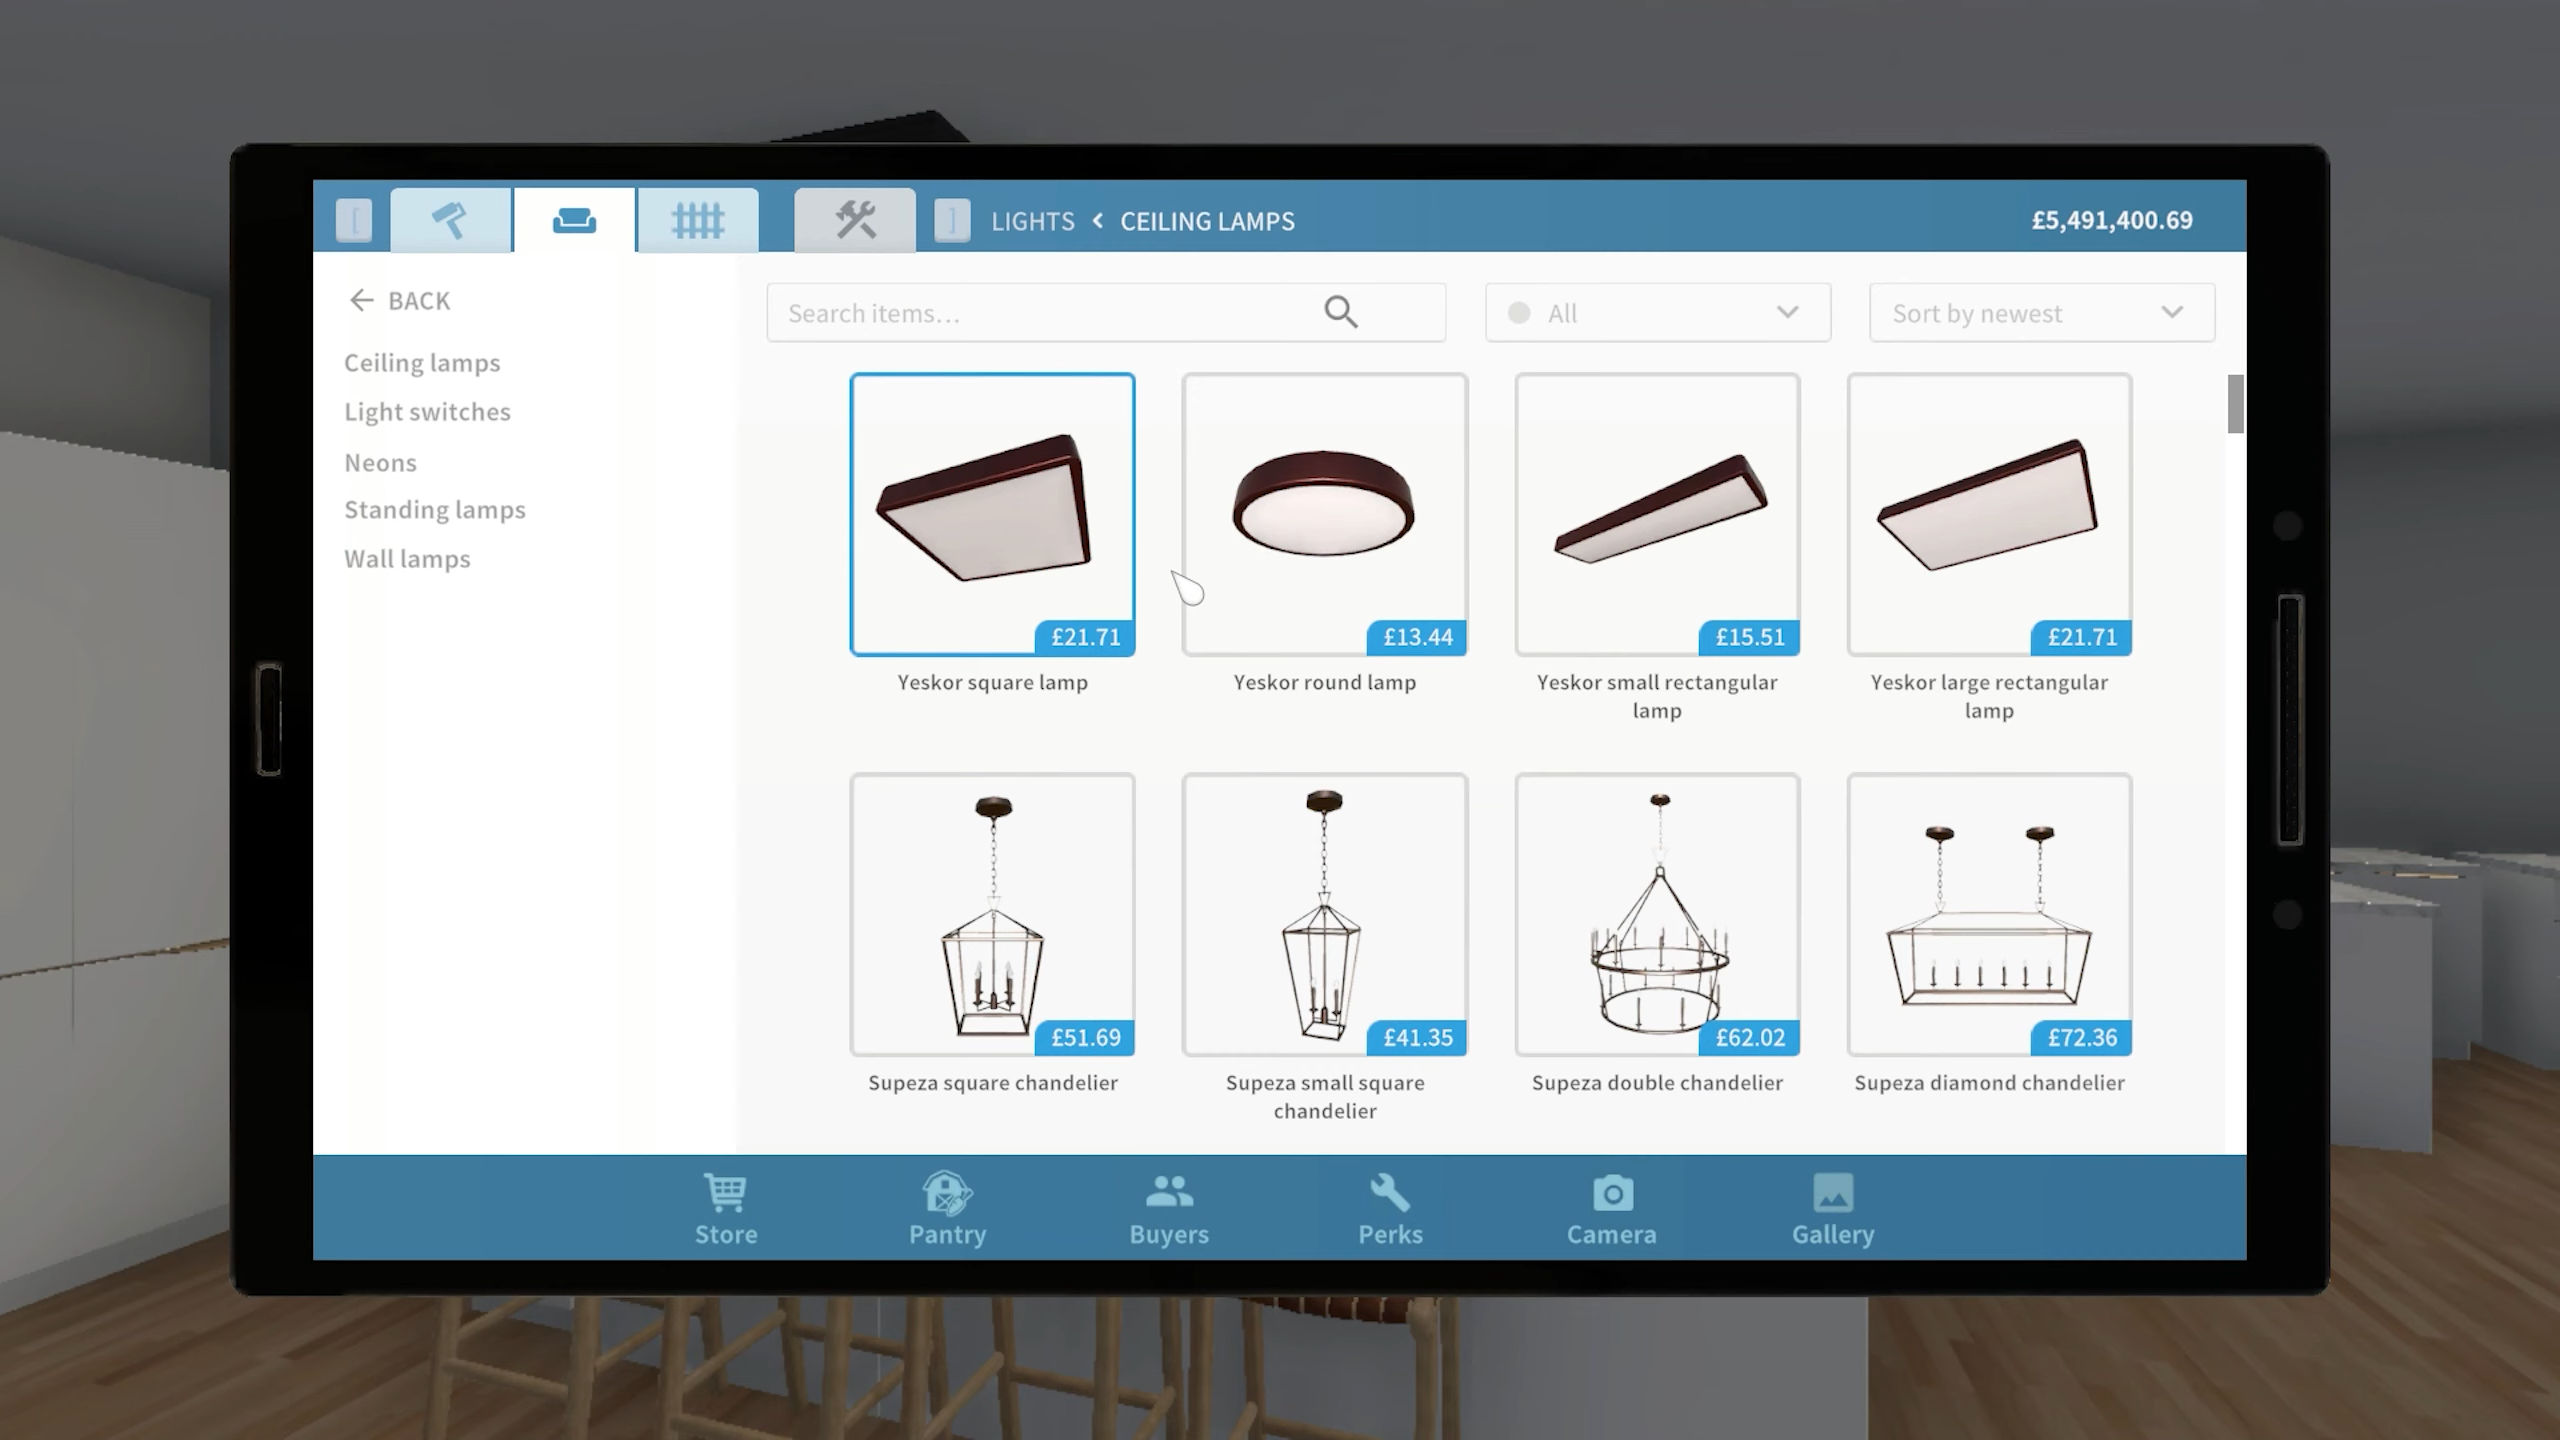 [
]
LIGHTS < CEILING LAMPS
£5,491,400.69
BACK
Ceiling lamps
Light switches
Neons
Standing lamps
Wall lamps
Search items...
All
Sort by newest
£21.71
Yeskor square lamp
£13.44
Yeskor round lamp
£15.51
Yeskor small rectangular
lamp
£21.71
Yeskor large rectangular
lamp
£51.69
Supeza square chandelier
£41.35
Supeza small square
chandelier
£62.02
Supeza double chandelier
£72.36
Supeza diamond chandelier
Store
Pantry
Buyers
Perks
Camera
Gallery